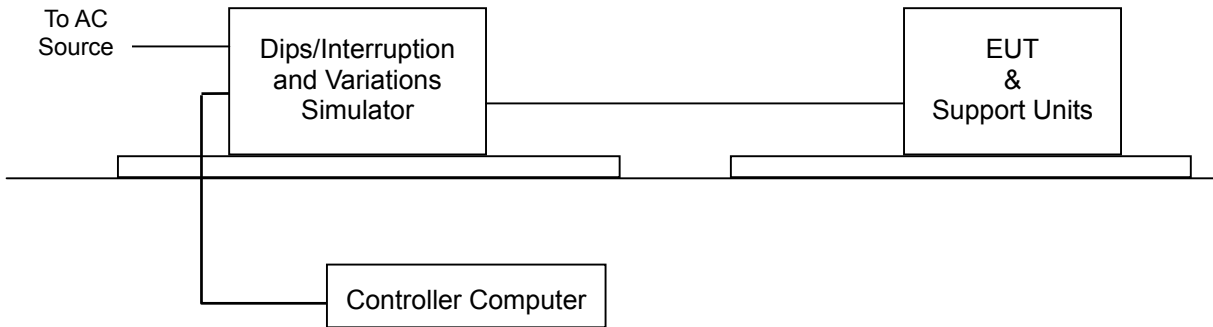 To AC
Source
Dips/Interruption
and Variations
Simulator
EUT
&
Support Units
Controller Computer